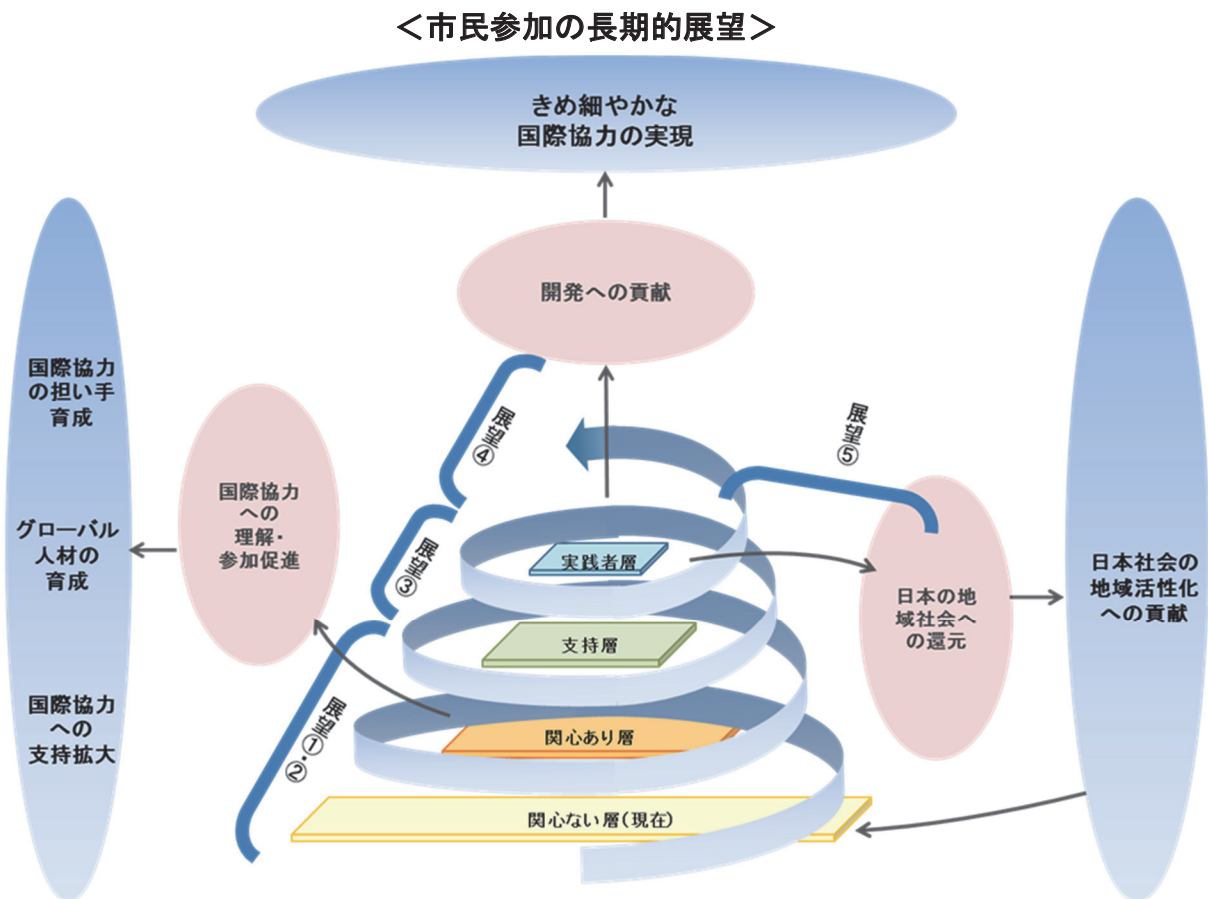 ＜市民参加の長期的展望＞
きめ細やかな
国際協力の実現
開発への貢献
国際協力
の担い手
育成
グローバル
人材の
育成
国際協力
への
支持拡大
国際協力
への
理解・
参加促進
展望④
展望③
展望①・②
展望⑤
実践者層
支持層
関心あり層
関心ない層(現在)
日本の地
域社会へ
の還元
日本社会の
地域活性化
への貢献